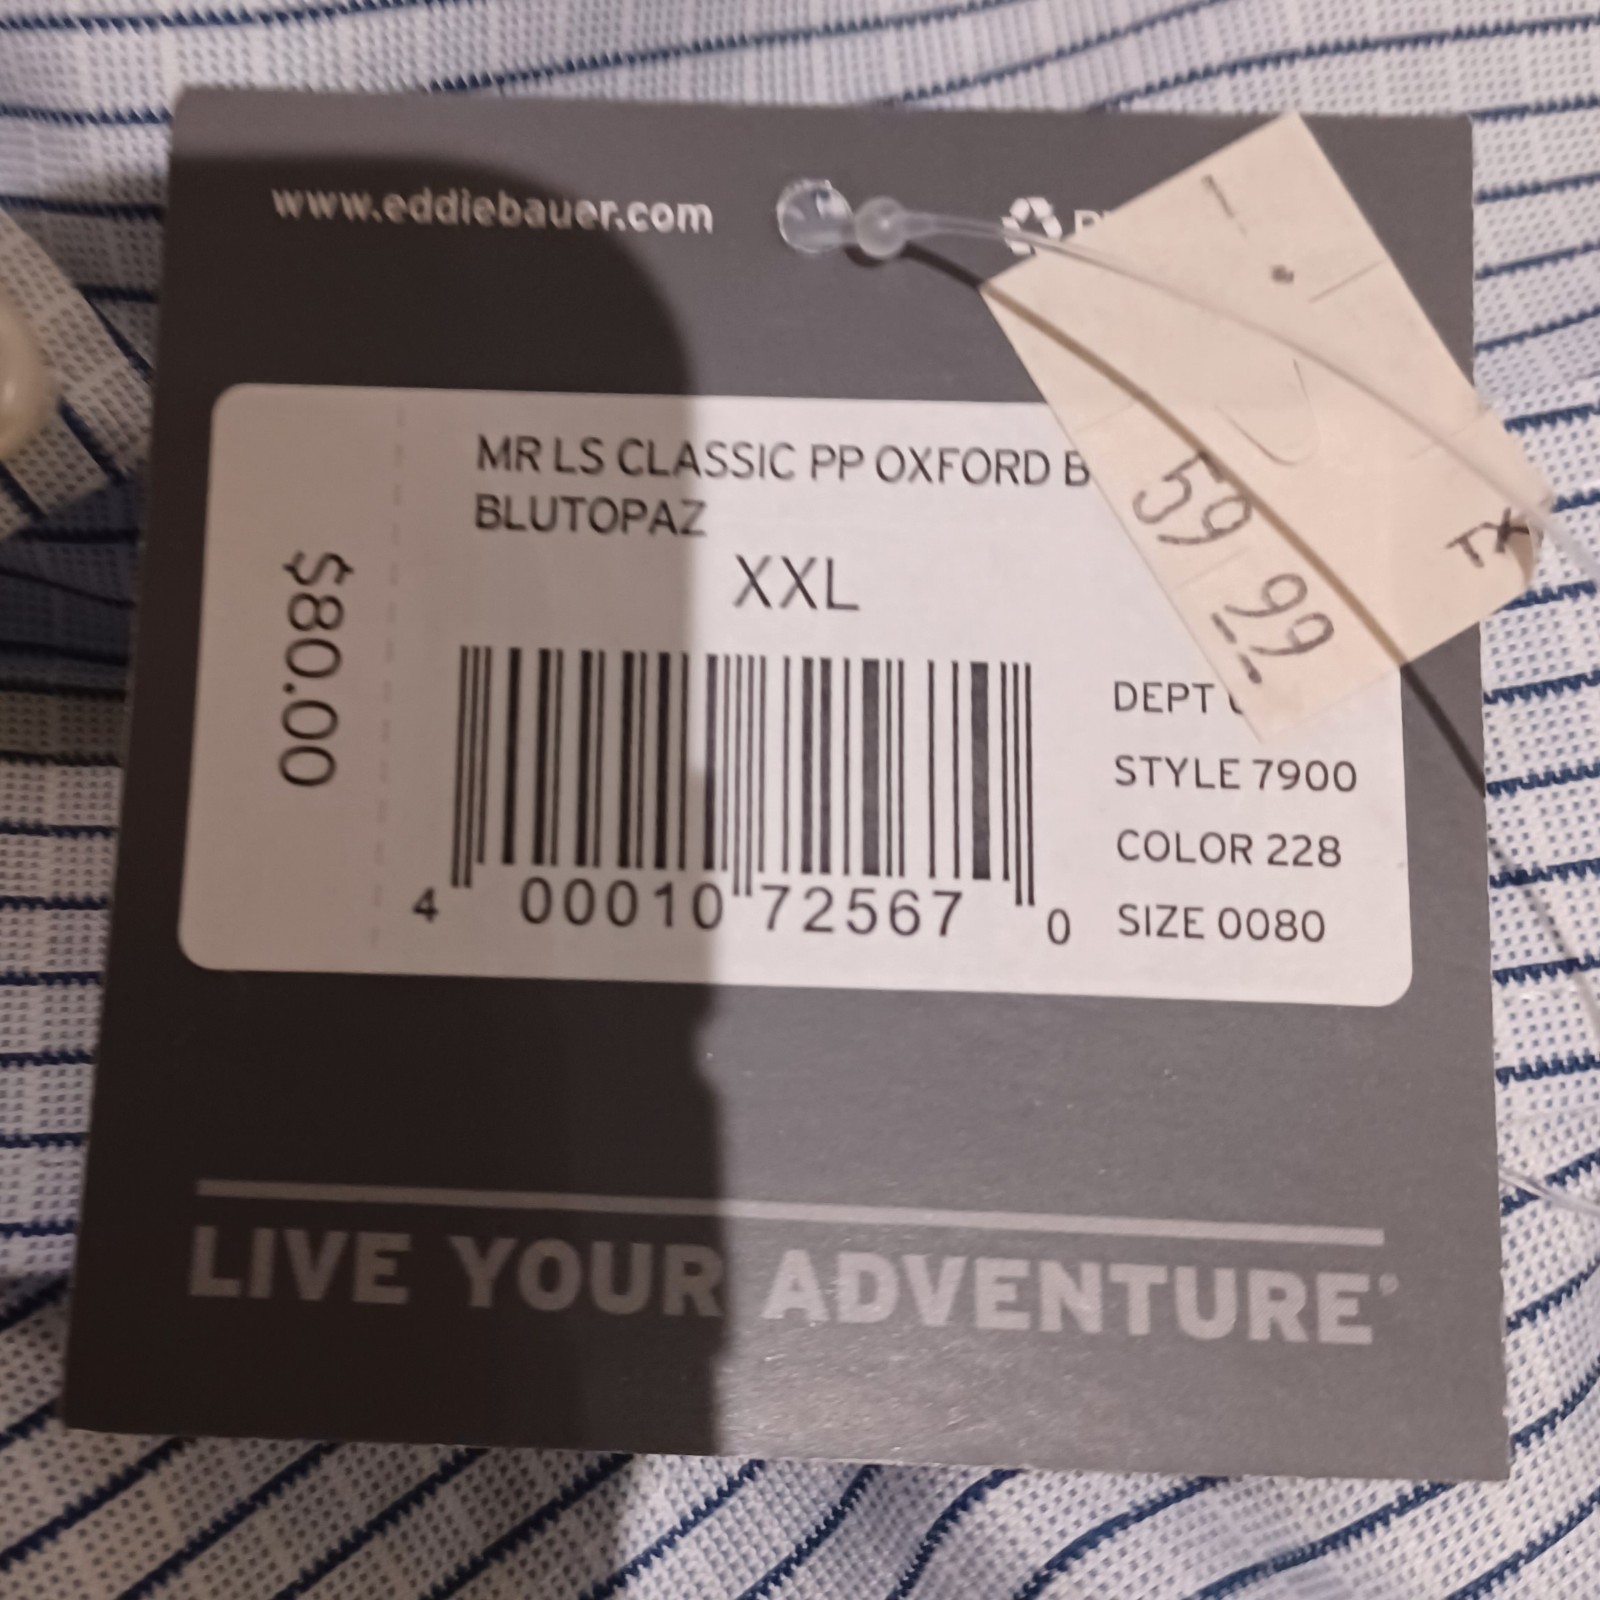 www.eddiebauer.com
MR LS CLASSIC PP OXFORD B
BLUTOPAZ
XXL
$80.00
59 99
TX
DEPT
STYLE 7900
COLOR 228
SIZE 0080
4 00010 72567 0
LIVE YOUR ADVENTURE®